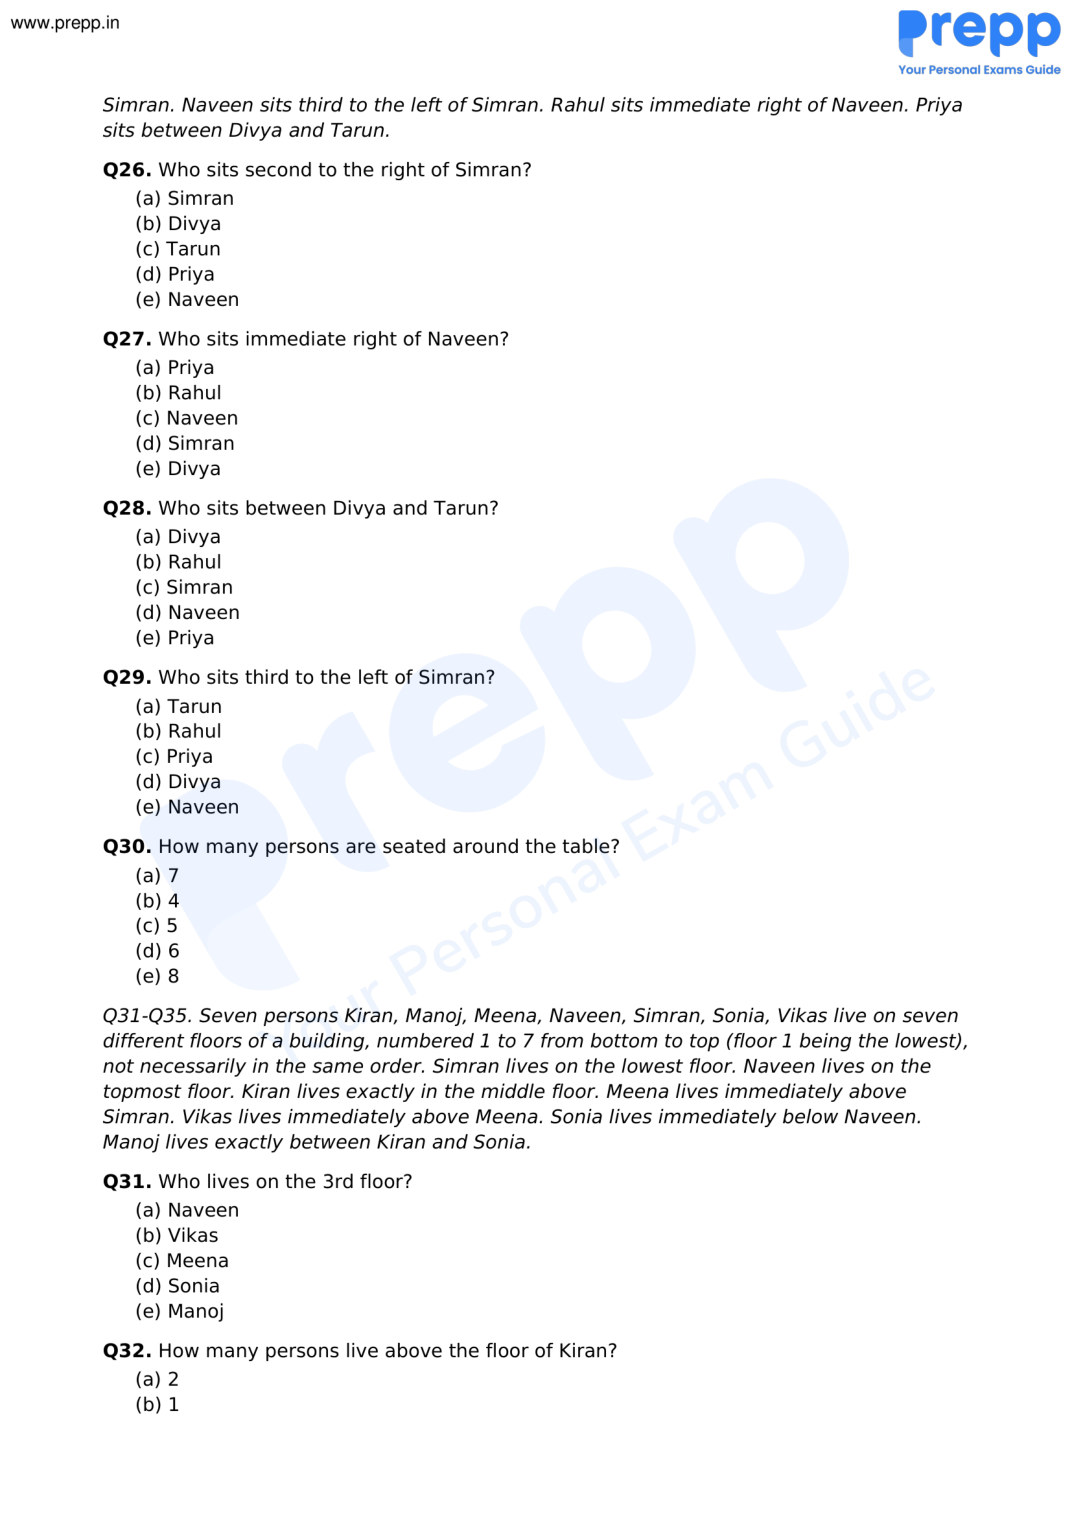 www.prepp.in
prepp
Your Personal Exams Guide
Simran. Naveen sits third to the left of Simran. Rahul sits immediate right of Naveen. Priya
sits between Divya and Tarun.
Q26. Who sits second to the right of Simran?
(a) Simran
(b) Divya
(c) Tarun
(d) Priya
(e) Naveen
Q27. Who sits immediate right of Naveen?
(a) Priya
(b) Rahul
(c) Naveen
(d) Simran
(e) Divya
Q28. Who sits between Divya and Tarun?
(a) Divya
(b) Rahul
(c) Simran
(d) Naveen
(e) Priya
Q29. Who sits third to the left of Simran?
(a) Tarun
(b) Rahul
(c) Priya
(d) Divya
(e) Naveen
Q30. How many persons are seated around the table?
(a) 7
(b) 4
(c) 5
(d) 6
(e) 8
Q31-Q35. Seven persons Kiran, Manoj, Meena, Naveen, Simran, Sonia, Vikas live on seven
different floors of a building, numbered 1 to 7 from bottom to top (floor 1 being the lowest),
not necessarily in the same order. Simran lives on the lowest floor. Naveen lives on the
topmost floor. Kiran lives exactly in the middle floor. Meena lives immediately above
Simran. Vikas lives immediately above Meena. Sonia lives immediately below Naveen.
Manoj lives exactly between Kiran and Sonia.
Q31. Who lives on the 3rd floor?
(a) Naveen
(b) Vikas
(c) Meena
(d) Sonia
(e) Manoj
Q32. How many persons live above the floor of Kiran?
(a) 2
(b) 1
prepp
Your Personal Exam Guide